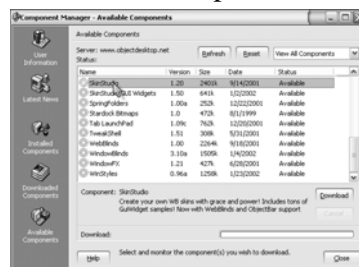 Component Manager - Available Components
User Information
Latest News
Installed Components
Downloaded Components
Available Components
Available Components
Server: www.objectdesktop.net
Status:
Refresh
Reset
View All Components
Name Version Size Date Status
SkinStudio 1.20 2401k 9/14/2001 Available
SkinStudio GUI Widgets 1.50 641k 1/2/2002 Available
SpringFolders 1.00a 252k 12/22/2001 Available
Stardock Bitmaps 1.0 472k 8/1/1999 Available
Tab LaunchPad 1.09c 762k 12/20/2001 Available
TweakShell 1.51 308k 5/31/2001 Available
WebBlinds 1.00 2264k 9/18/2001 Available
WindowBlinds 3.10a 1505k 1/4/2002 Available
WindowFX 1.21 427k 6/28/2001 Available
WinStyles 0.96a 1258k 1/23/2002 Available
Component: SkinStudio
Create your own WB skins with grace and power! Includes tons of GuiWidget samples! Now with WebBlinds and ObjectBar support
Download
Cancel
Download:
Help
Select and monitor the component(s) you wish to download.
Close